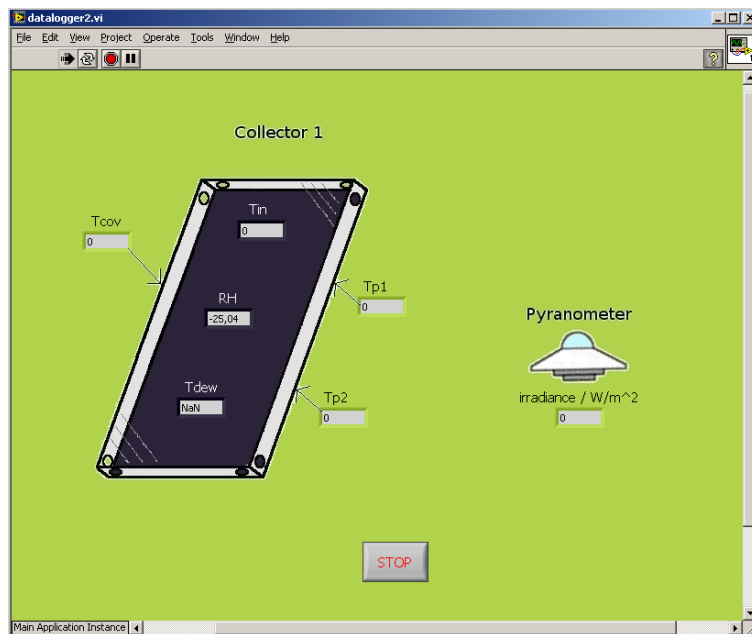 datalogger2.vi
File Edit View Project Operate Tools Window Help
Collector 1
Tin
0
Tcov
0
RH
-25,04
Tp1
0
Tdew
NaN
Tp2
0
Pyranometer
irradiance / W/m^2
0
STOP
Main Application Instance